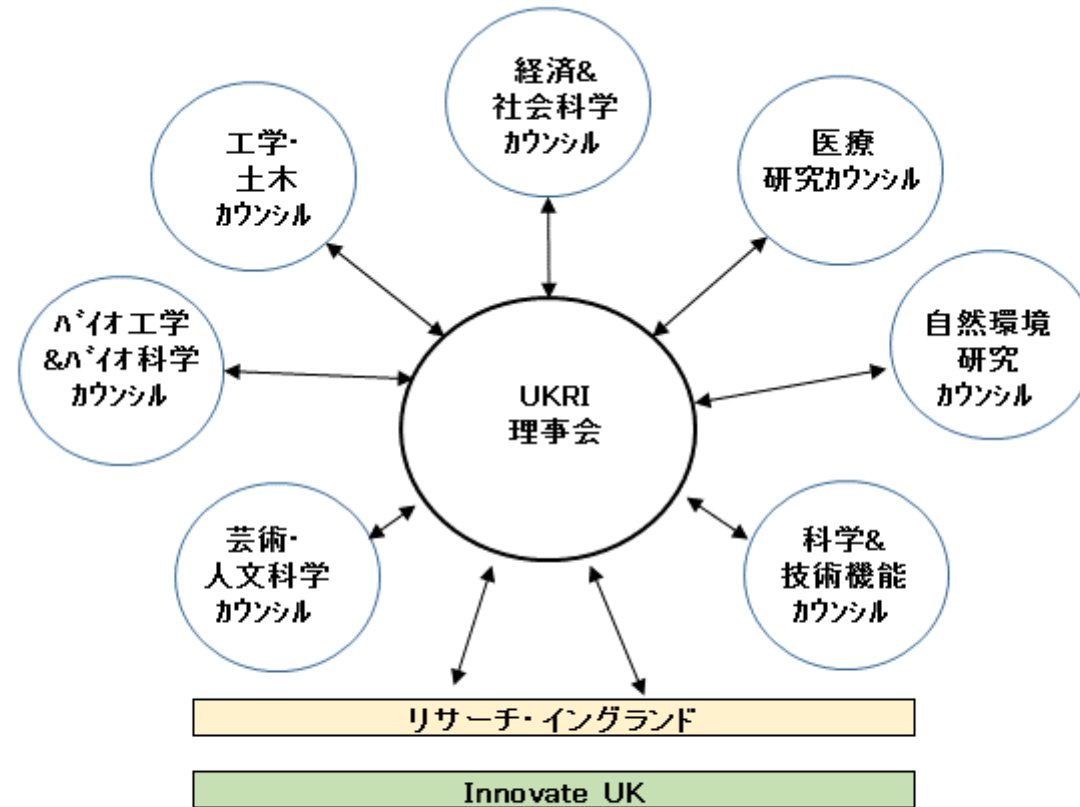 経済&
社会科学
ｶｳﾝｼﾙ
工学・
土木
ｶｳﾝｼﾙ
医療
研究ｶｳﾝｼﾙ
ﾊﾞｲｵ工学
&ﾊﾞｲｵ科学
ｶｳﾝｼﾙ
UKRI
理事会
自然環境
研究
ｶｳﾝｼﾙ
芸術・
人文科学
ｶｳﾝｼﾙ
科学&
技術機能
ｶｳﾝｼﾙ
リサーチ・イングランド
Innovate UK